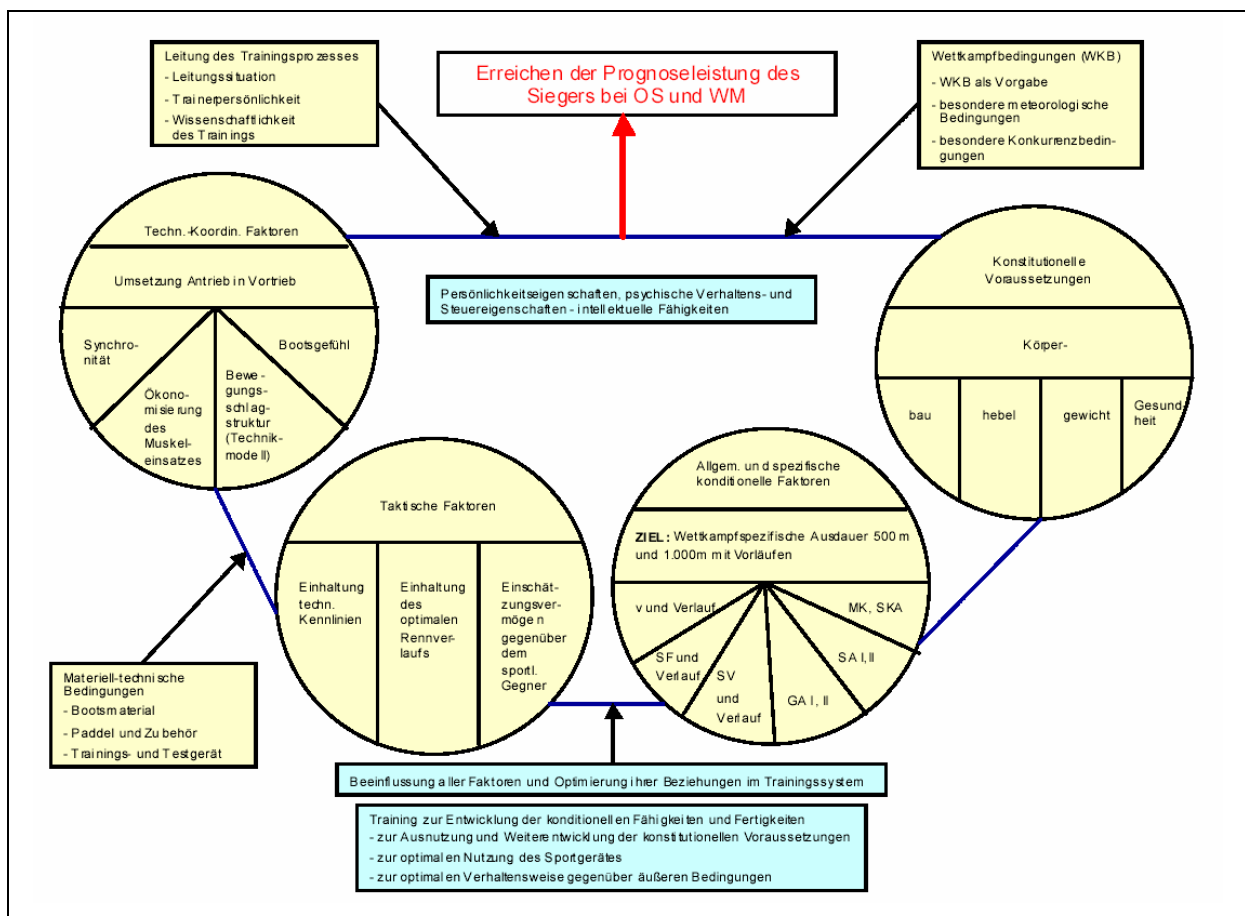 Leitung des Trainingsprozesses
- Leitungssituation
- Trainerpersönlichkeit
- Wissenschaftlichkeit
des Trainings
Erreichen der Prognoseleistung des
Siegers bei OS und WM
Wettkampfbedingungen (WKB)
- WKB als Vorgabe
- besondere meteorologische
Bedingungen
- besondere Konkurrenzbedin-
gungen
Techn.-Koordin. Faktoren
Umsetzung Antrieb in Vortrieb
Synchro-
nität
Ökono-
misierung
des
Muskel-
einsatzes
Bewe-
gungs-
schlag
struktur
(Technik-
modell)
Bootsgefühl
Persönlichkeitseigenschaften, psychische Verhaltens- und
Steuereigenschaften - intellektuelle Fähigkeiten
Konstitutionelle
Voraussetzungen
Körper-
bau
hebel
gewicht
Gesund-
heit
Taktische Faktoren
Einhaltung
techn.
Kennlinien
Einhaltung
des
optimalen
Rennver-
laufs
Einschät-
zungsver-
mögen
gegenüber
dem
sportl.
Gegner
Allgem. und spezifische
konditionelle Faktoren
ZIEL: Wettkampfspezifische Ausdauer 500 m
und 1.000m mit Vorläufen
v und Verlauf
SF und
Verlauf
SV
und
Verlauf
GA I, II
SA I, II
MK, SKA
Materiell-technische
Bedingungen
- Bootsmaterial
- Paddel und Zubehör
- Trainings- und Testgerät
Beeinflussung aller Faktoren und Optimierung ihrer Beziehungen im Trainingssystem
Training zur Entwicklung der konditionellen Fähigkeiten und Fertigkeiten
- zur Ausnutzung und Weiterentwicklung der konstitutionellen Voraussetzungen
- zur optimalen Nutzung des Sportgerätes
- zur optimalen Verhaltensweise gegenüber äußeren Bedingungen